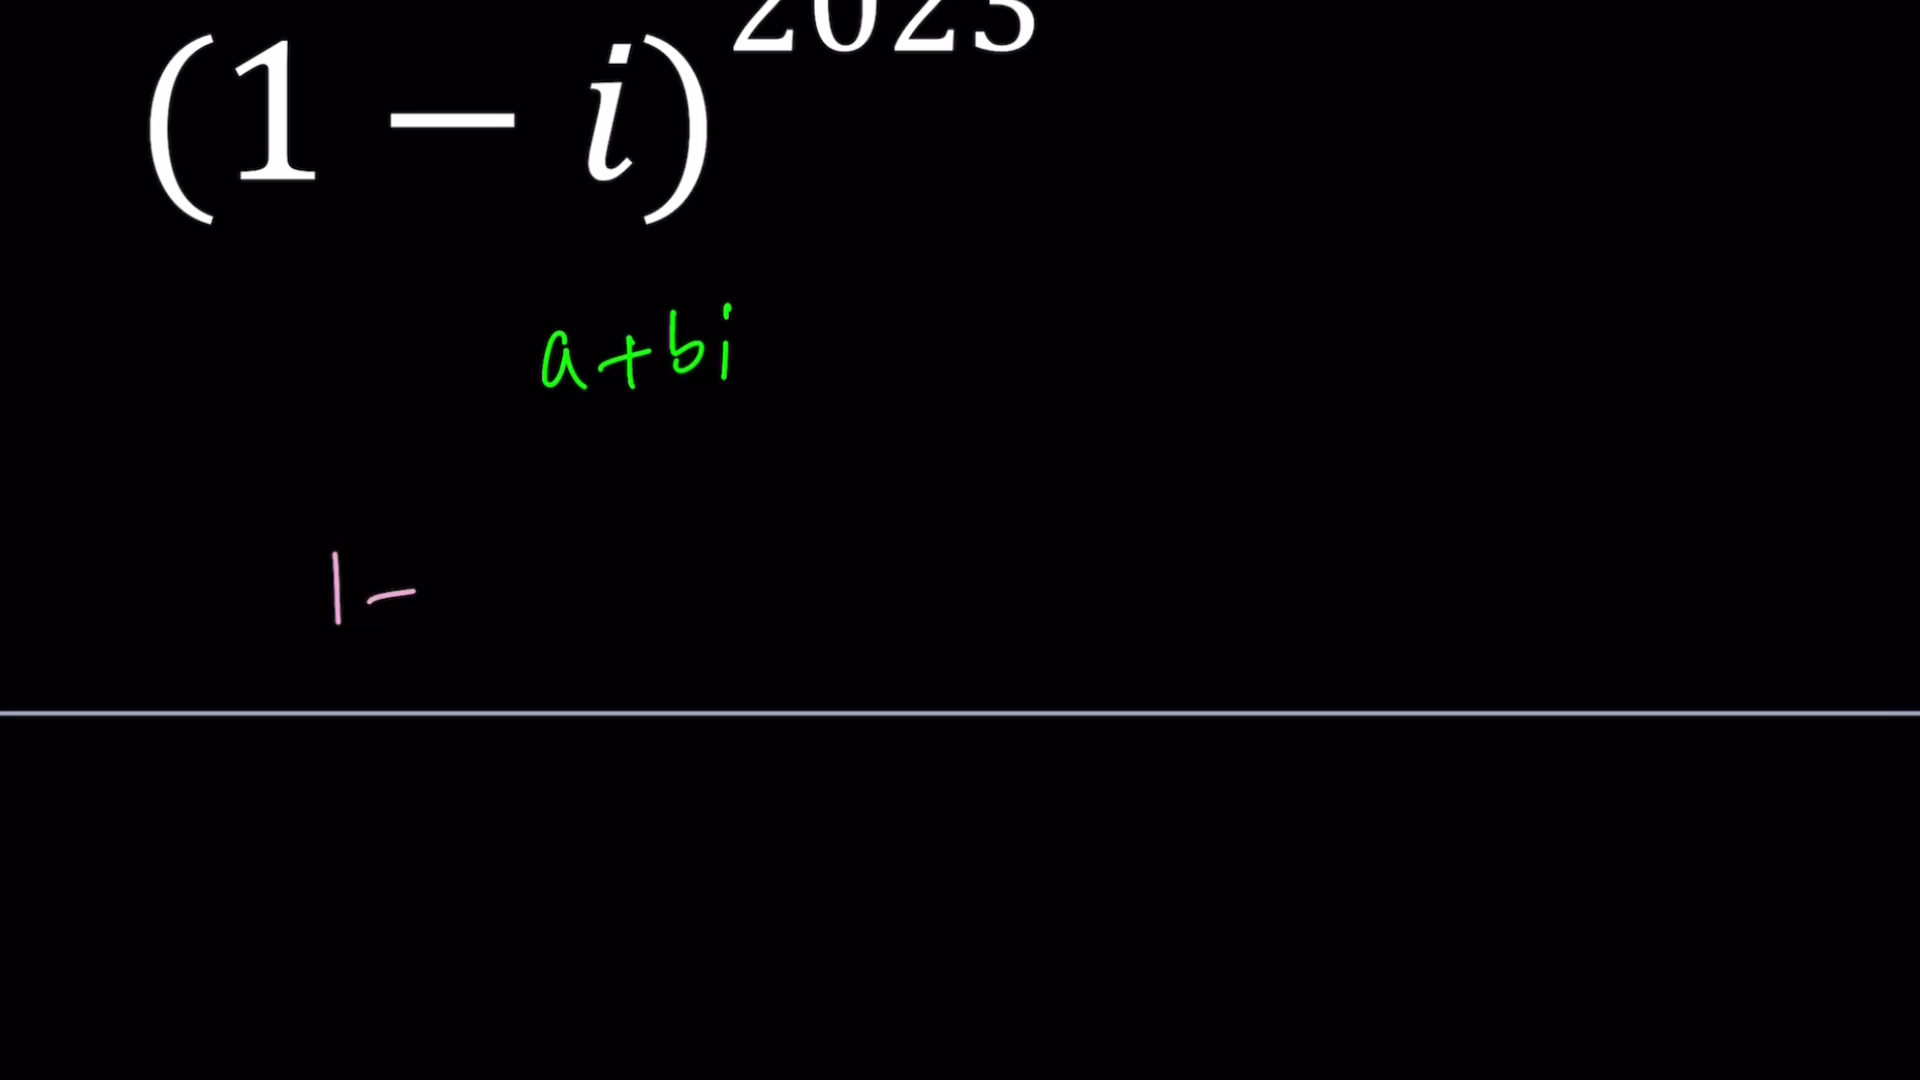 (1 − i)²⁰²³
a+bi
1−